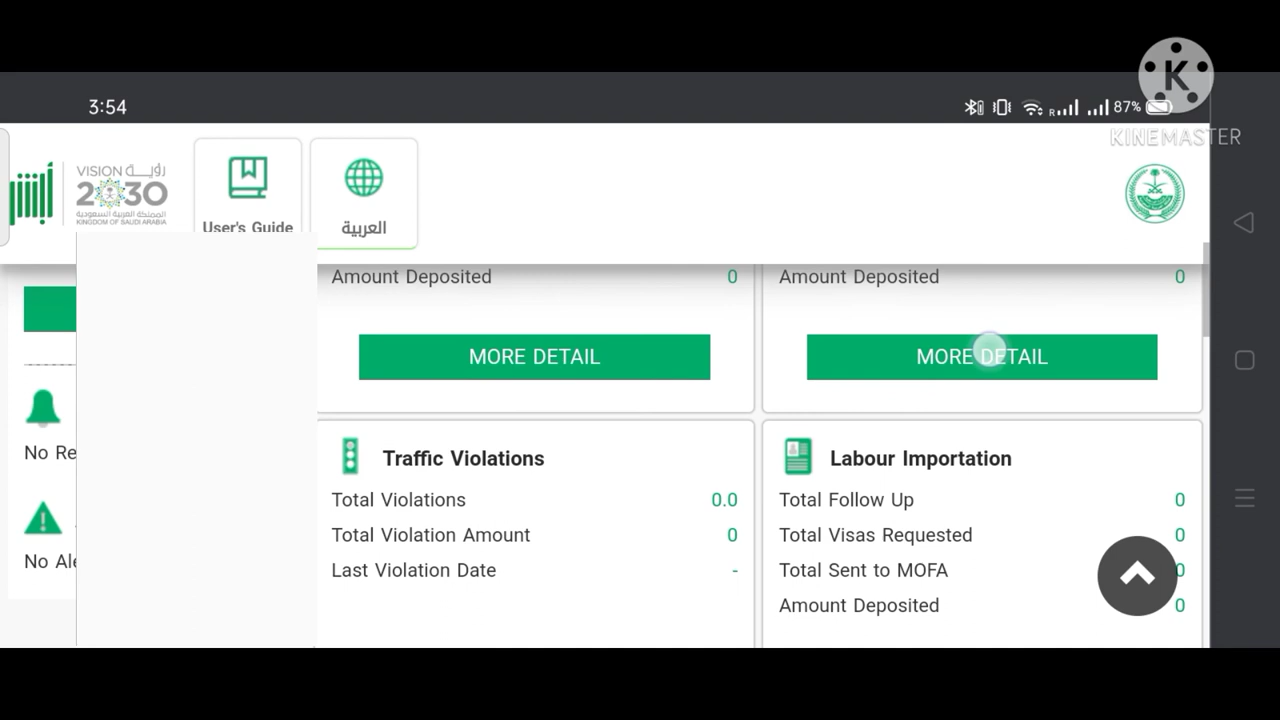 3:54
R
87%
KINEMASTER
أبشر
VISION رؤية
2030
المملكة العربية السعودية
KINGDOM OF SAUDI ARABIA
User's Guide
العربية
Amount Deposited 0
Amount Deposited 0
MORE DETAIL
MORE DETAIL
No Re
No Ale
Traffic Violations
Total Violations 0.0
Total Violation Amount 0
Last Violation Date -
Labour Importation
Total Follow Up 0
Total Visas Requested 0
Total Sent to MOFA 0
Amount Deposited 0